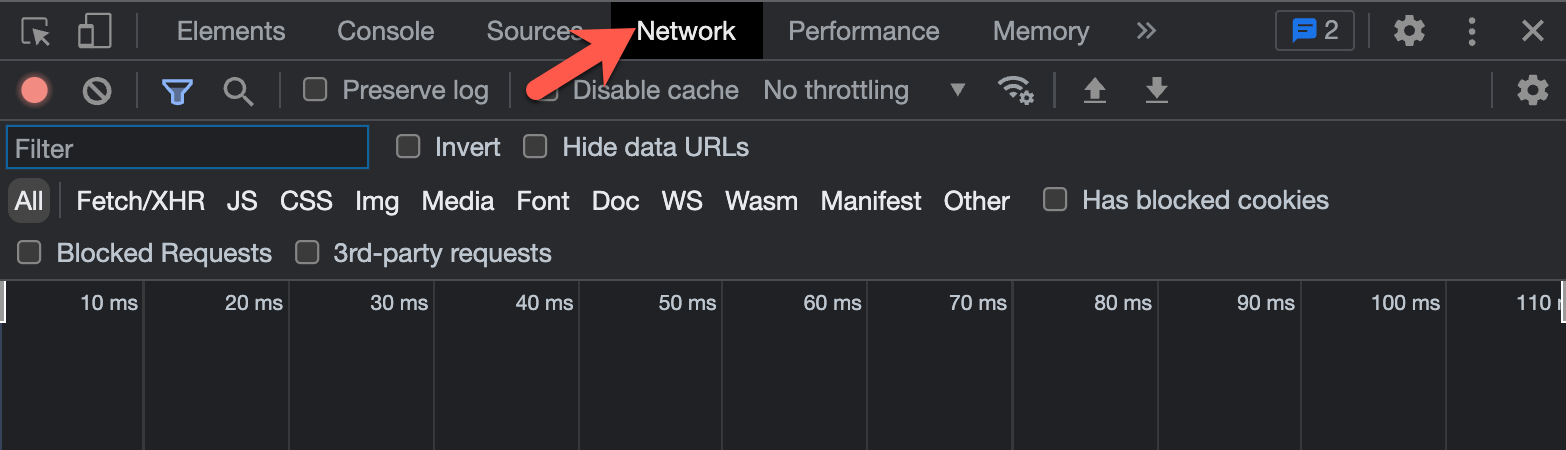 Elements Console Sources Network Performance Memory 2
Preserve log Disable cache No throttling
Filter Invert Hide data URLs
All Fetch/XHR JS CSS Img Media Font Doc WS Wasm Manifest Other Has blocked cookies
Blocked Requests 3rd-party requests
10 ms 20 ms 30 ms 40 ms 50 ms 60 ms 70 ms 80 ms 90 ms 100 ms 110